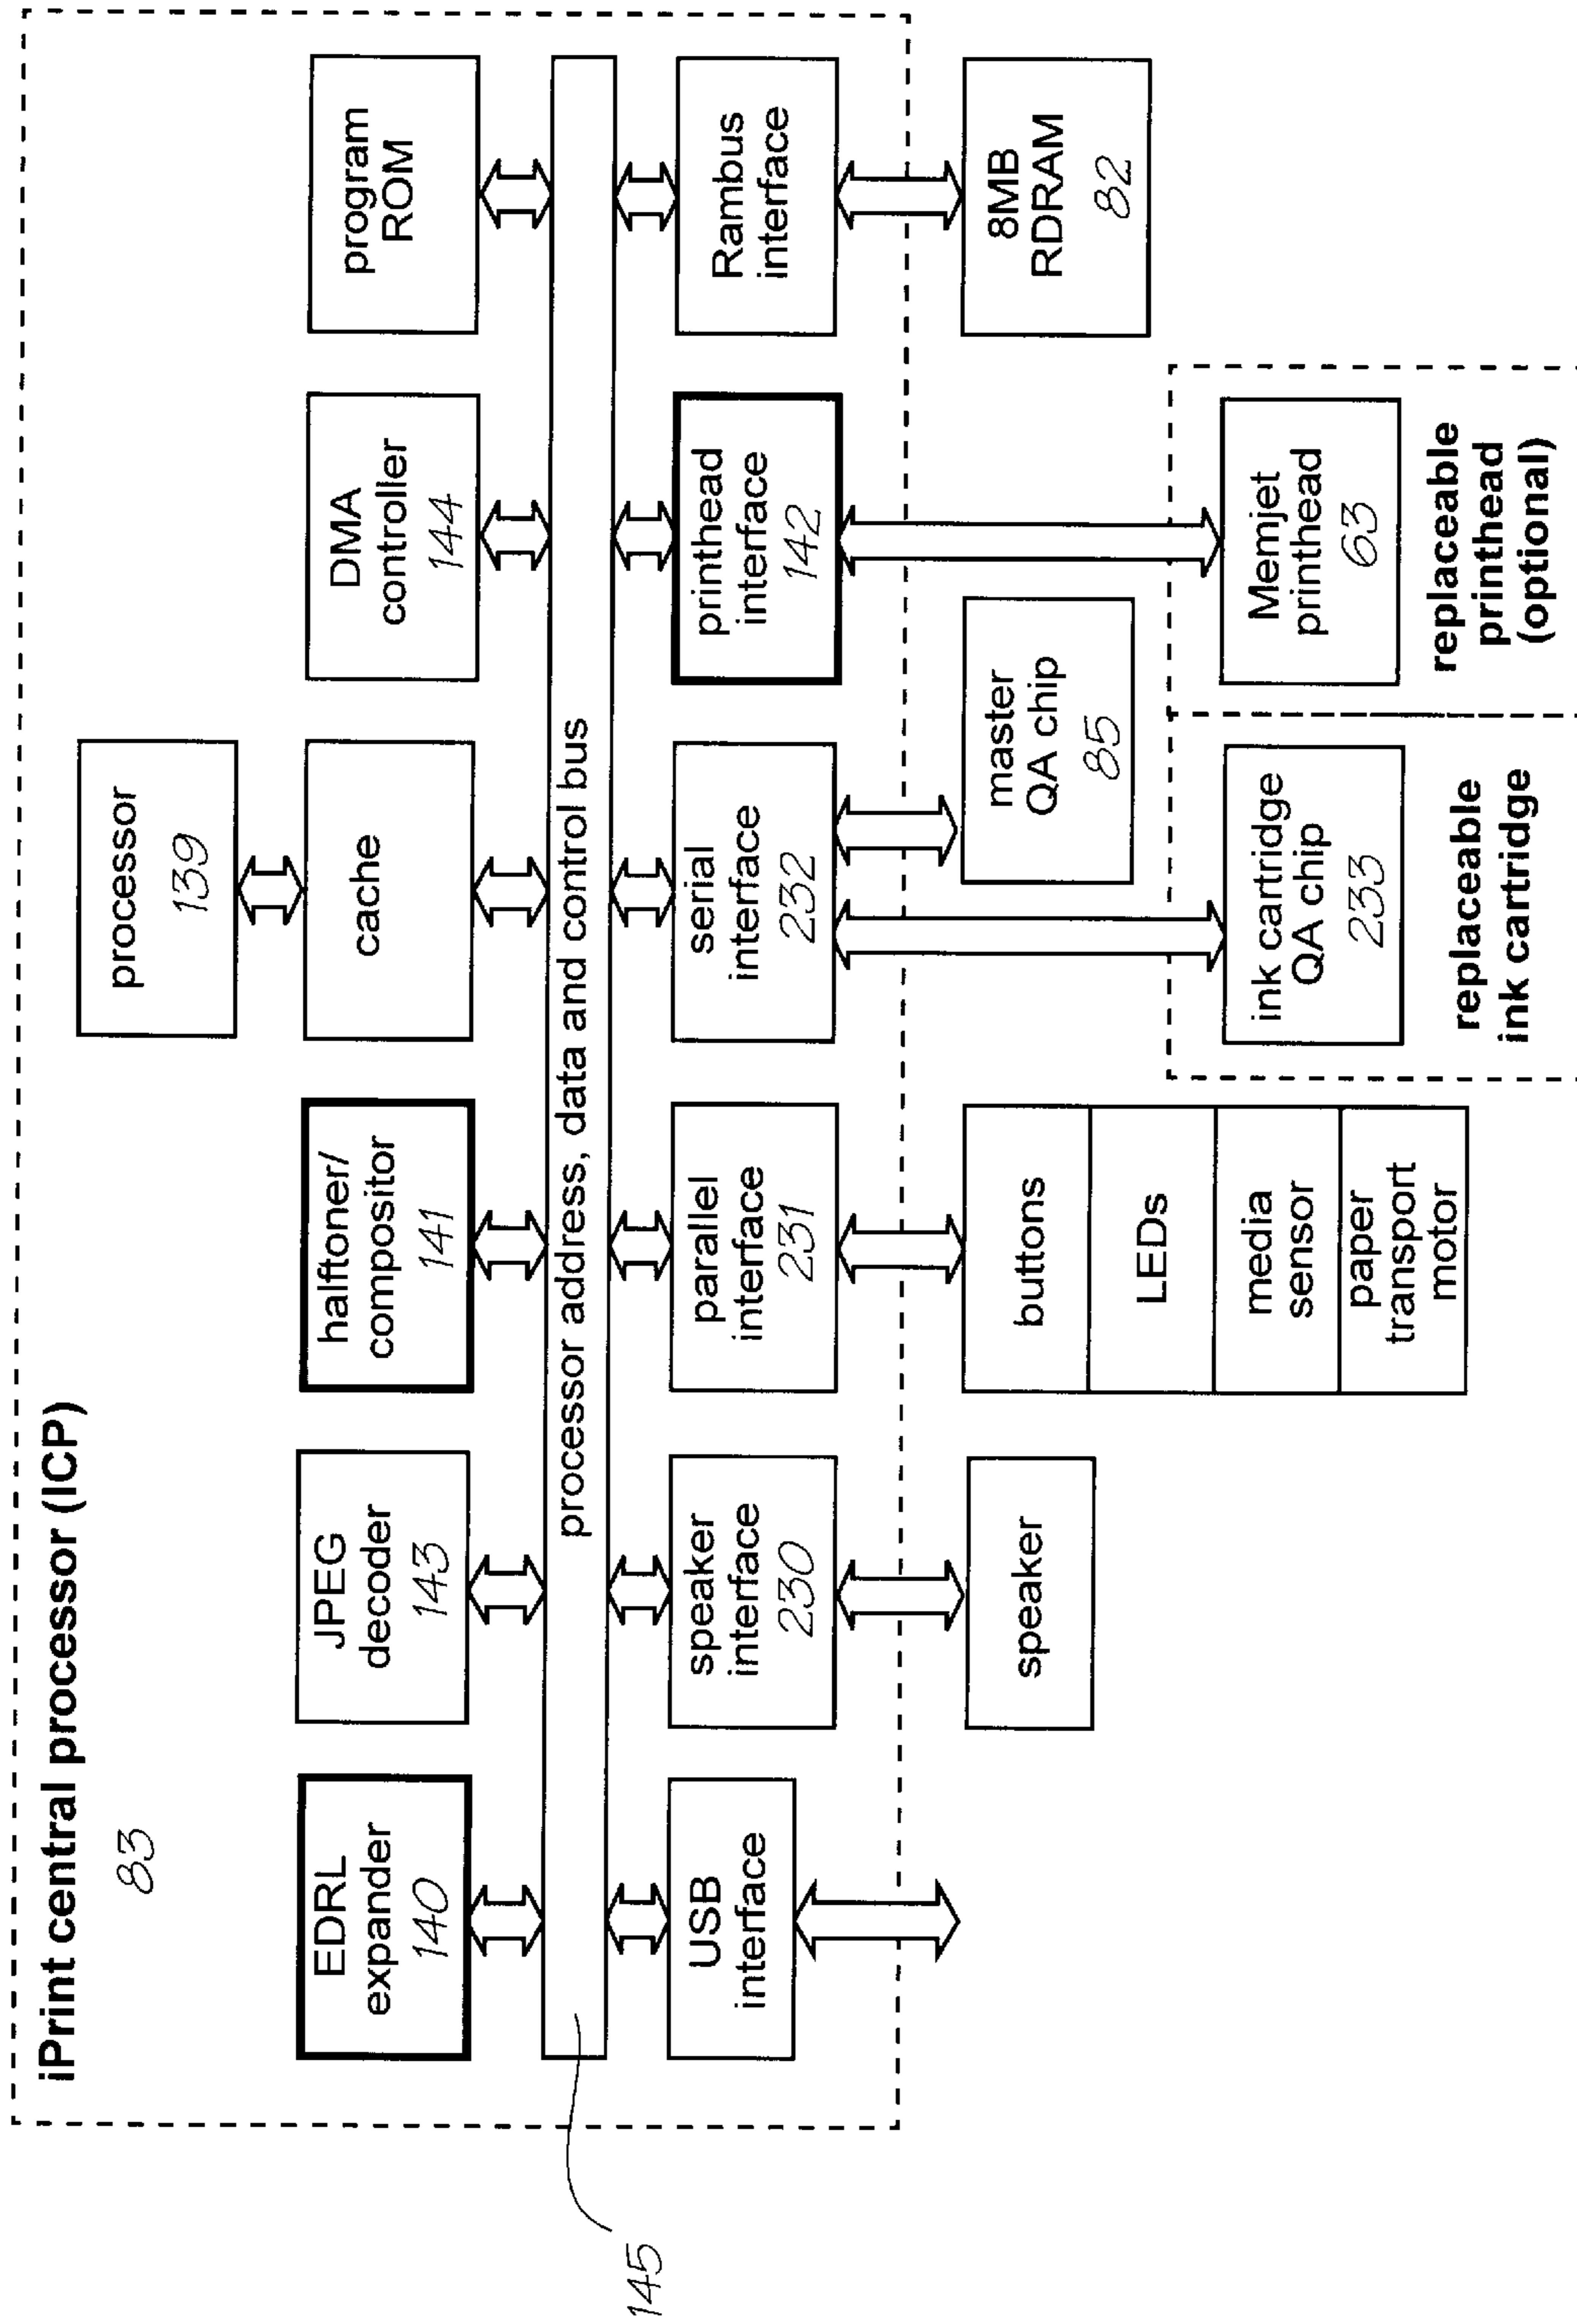 iPrint central processor (ICP)
83
processor
139
EDRL
expander
140
JPEG
decoder
143
halftoner/
compositor
141
cache
DMA
controller
144
program
ROM
processor address, data and control bus
145
USB
interface
speaker
interface
230
parallel
interface
231
serial
interface
232
printhead
interface
142
Rambus
interface
speaker
buttons
LEDs
media
sensor
paper
transport
motor
master
QA chip
85
8MB
RDRAM
82
ink cartridge
QA chip
233
replaceable
ink cartridge
Memjet
printhead
63
replaceable
printhead
(optional)